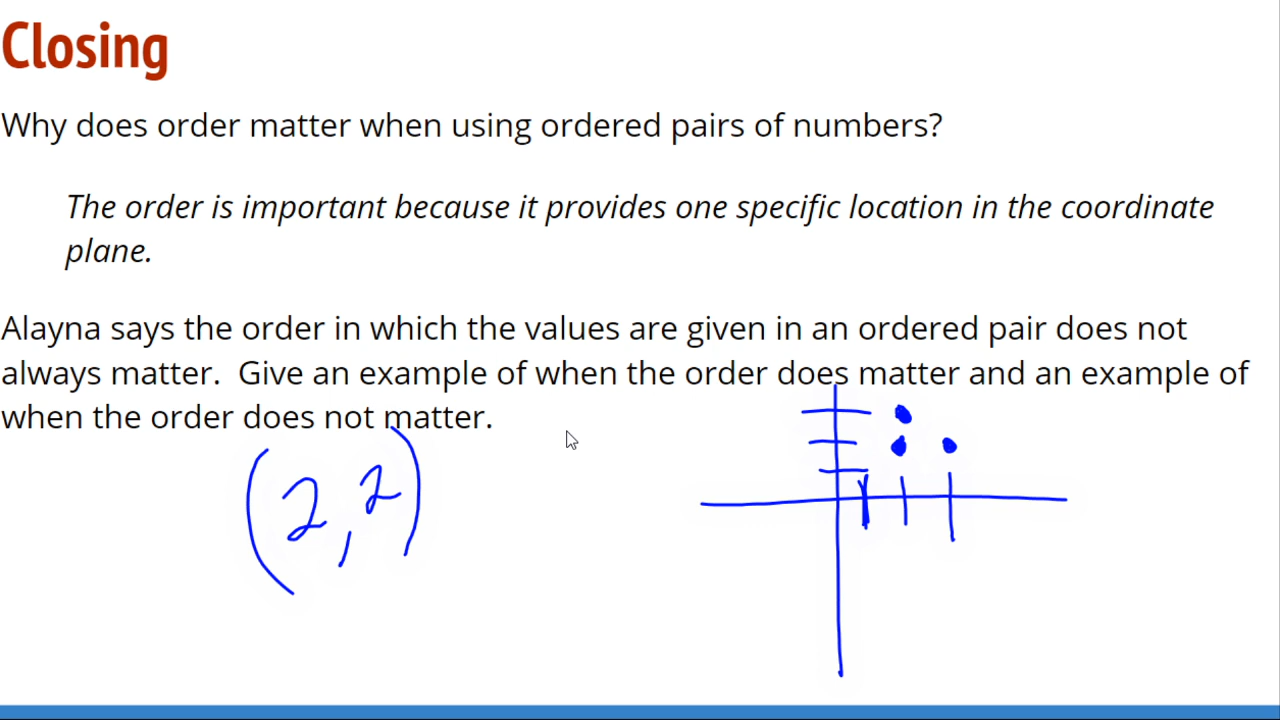 Closing
Why does order matter when using ordered pairs of numbers?
The order is important because it provides one specific location in the coordinate
plane.
Alayna says the order in which the values are given in an ordered pair does not
always matter.  Give an example of when the order does matter and an example of
when the order does not matter.
(2,2)